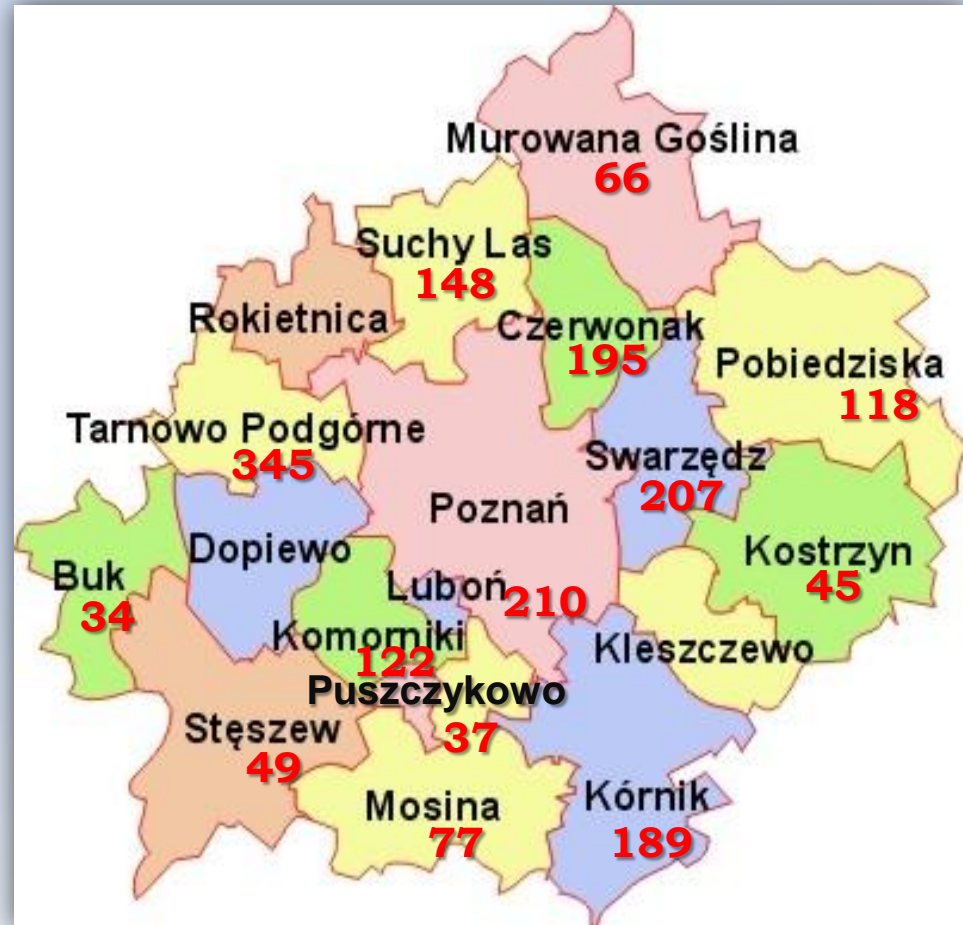 Murowana Goślina
66
Suchy Las
148
Rokietnica
Czerwonak
195
Pobiedziska
118
Tarnowo Podgórne
345
Swarzędz
207
Poznań
Dopiewo
Kostrzyn
45
Buk
34
Luboń
210
Komorniki
122
Kleszczewo
Puszczykowo
37
Stęszew
49
Mosina
77
Kórnik
189